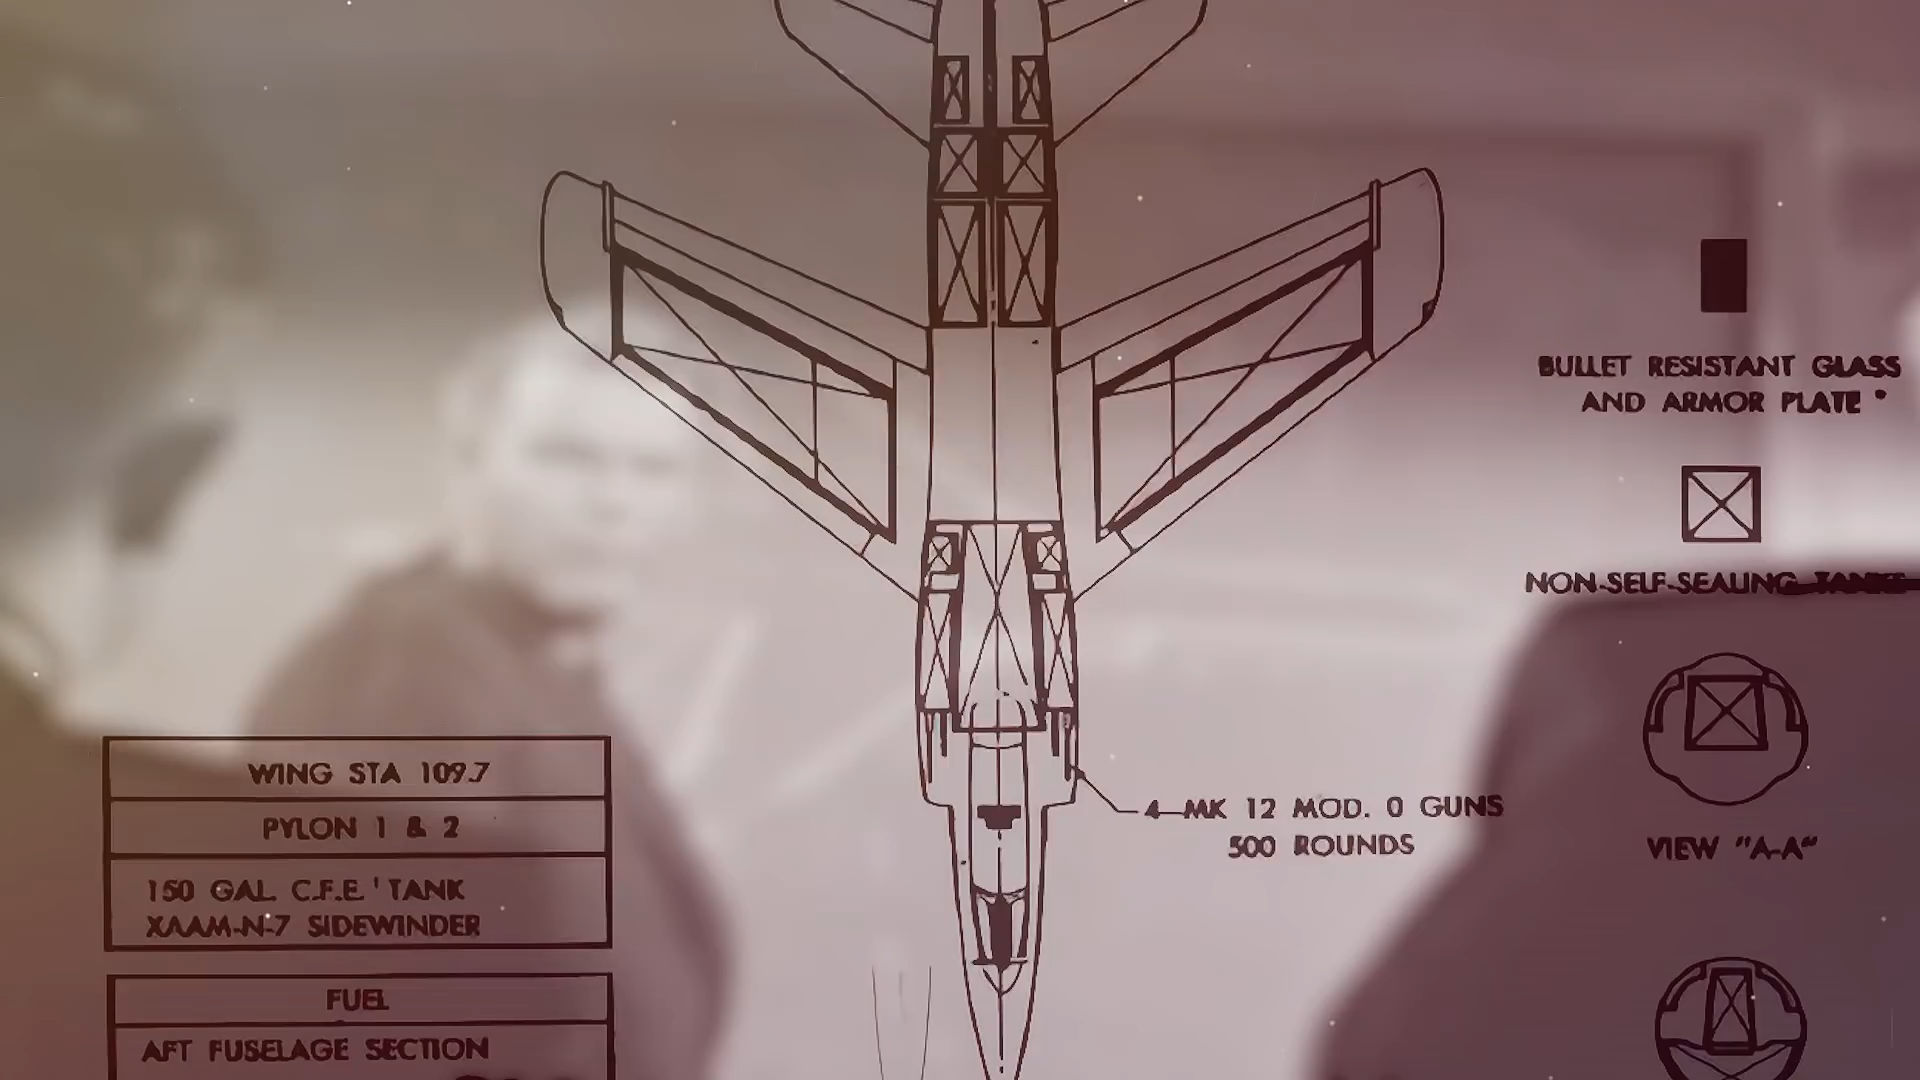 BULLET RESISTANT GLASS
AND ARMOR PLATE
NON-SELF-SEALING TANKS
VIEW "A-A"
4-MK 12 MOD. 0 GUNS
500 ROUNDS
WING STA 109.7
PYLON 1 & 2
150 GAL. C.F.E. TANK
XAAM-N-7 SIDEWINDER
FUEL
AFT FUSELAGE SECTION